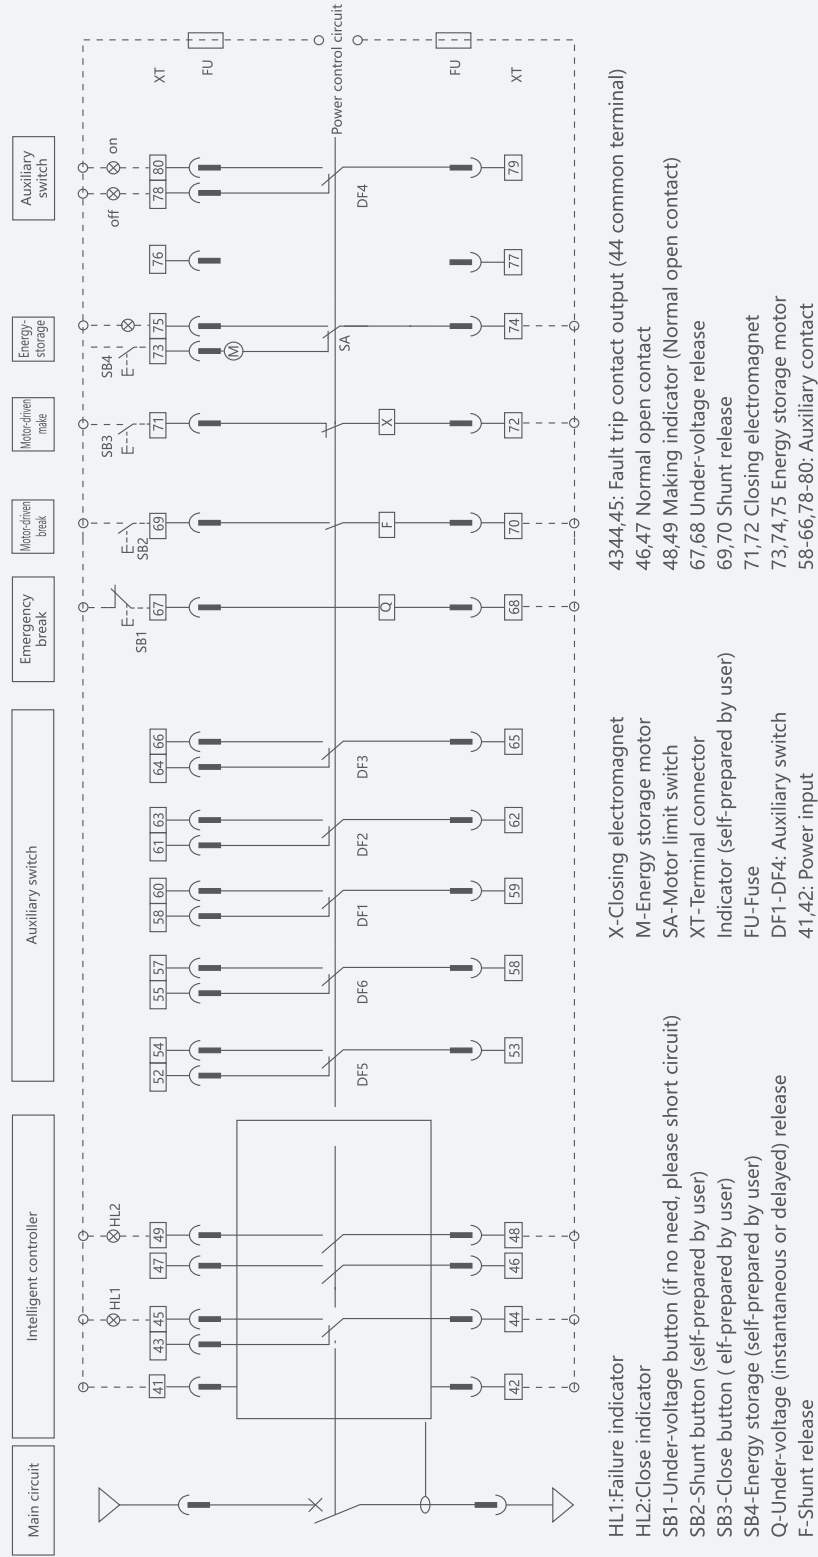 Main circuit
Intelligent controller
Auxiliary switch
Emergency
break
Motor-driven
break
Motor-driven
make
Energy-
storage
Auxiliary
switch
HL1
HL2
SB1
SB2
SB3
SB4
off
on
41
43
45
47
49
52
54
55
57
58
60
61
63
64
66
67
69
71
73
75
76
78
80
XT
FU
M
Power control circuit
DF5
DF6
DF1
DF2
DF3
SA
DF4
Q
F
X
FU
42
44
46
48
53
58
59
62
65
68
70
72
74
77
79
XT
HL1:Failure indicator
HL2:Close indicator
SB1-Under-voltage button (if no need, please short circuit)
SB2-Shunt button (self-prepared by user)
SB3-Close button ( elf-prepared by user)
SB4-Energy storage (self-prepared by user)
Q-Under-voltage (instantaneous or delayed) release
F-Shunt release
X-Closing electromagnet
M-Energy storage motor
SA-Motor limit switch
XT-Terminal connector
Indicator (self-prepared by user)
FU-Fuse
DF1-DF4: Auxiliary switch
41,42: Power input
4344,45: Fault trip contact output (44 common terminal)
46,47 Normal open contact
48,49 Making indicator (Normal open contact)
67,68 Under-voltage release
69,70 Shunt release
71,72 Closing electromagnet
73,74,75 Energy storage motor
58-66,78-80: Auxiliary contact